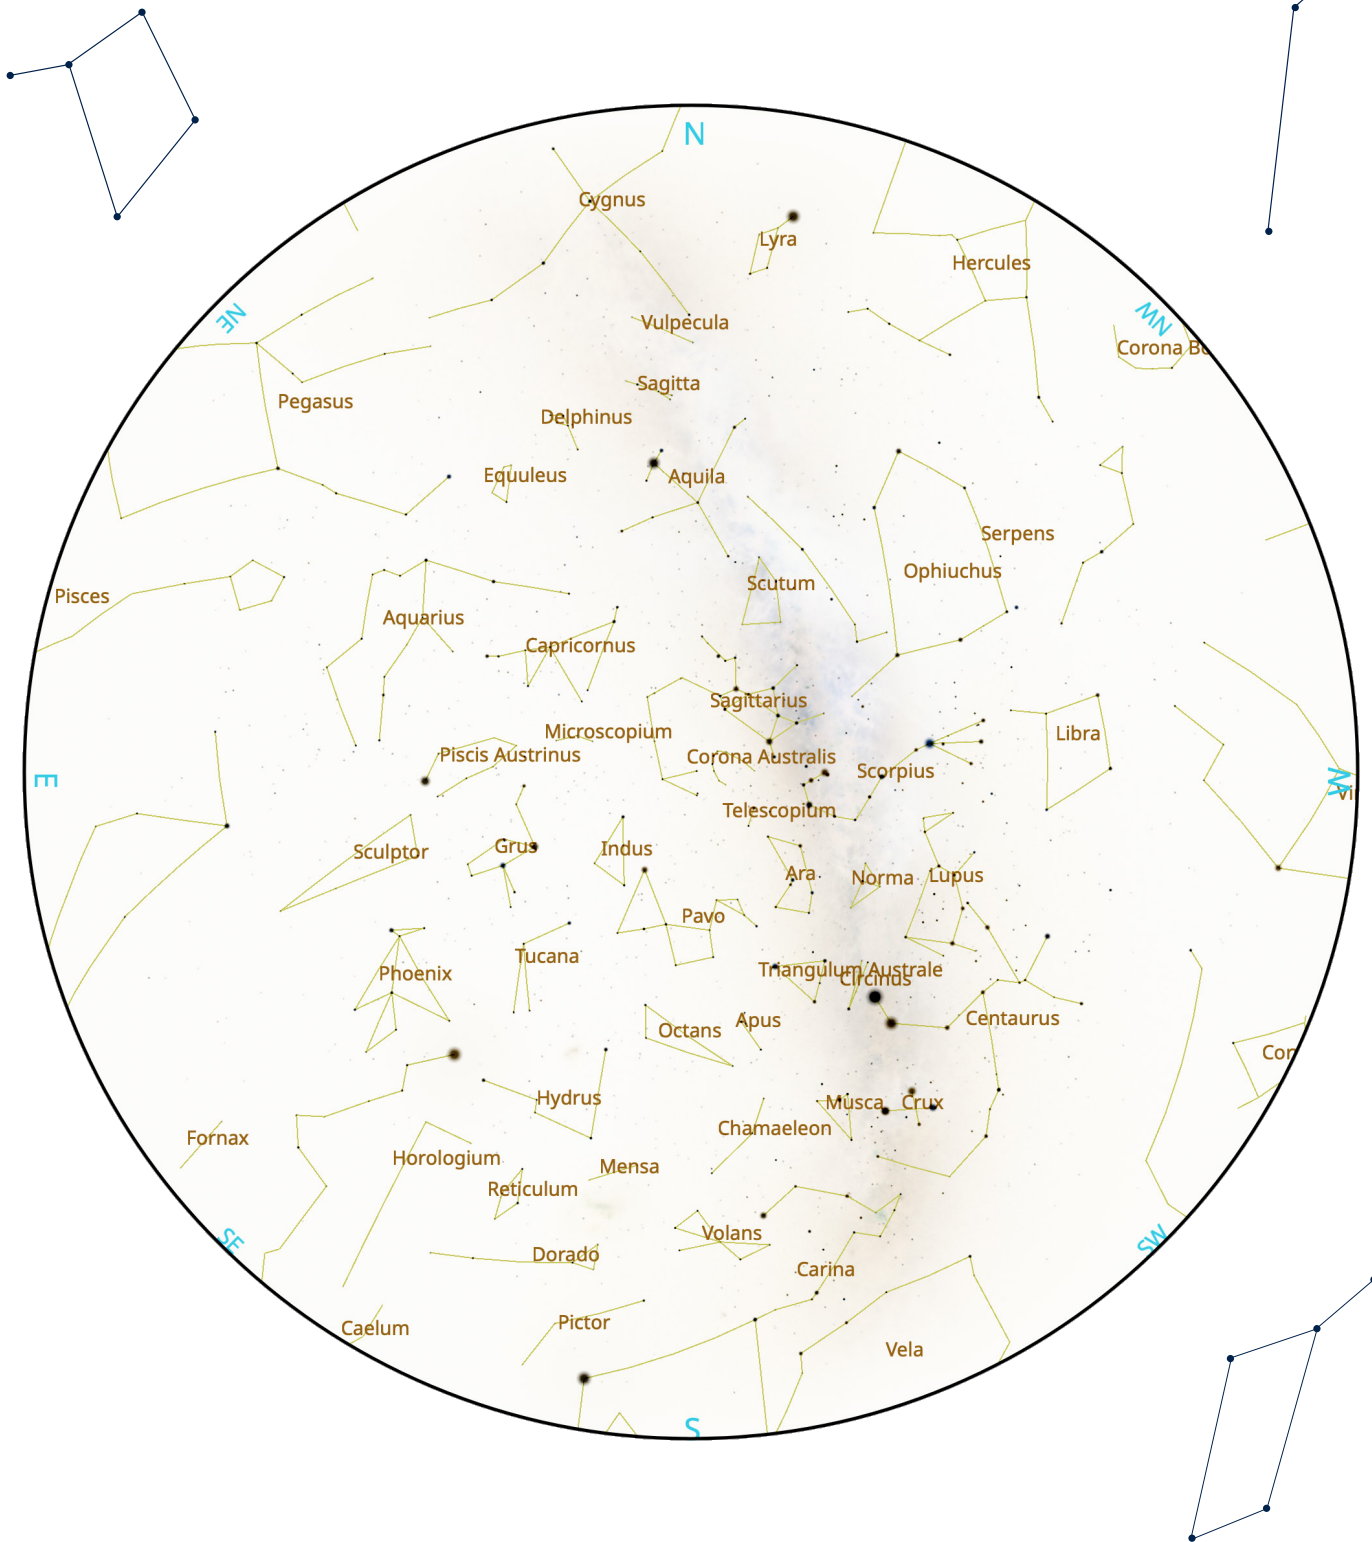 N
Cygnus
Lyra
Hercules
NE
NW
Vulpecula
Corona Bo
Sagitta
Pegasus
Delphinus
Equuleus
Aquila
Serpens
Ophiuchus
Scutum
Pisces
Aquarius
Capricornus
Sagittarius
Microscopium
Libra
Piscis Austrinus
Corona Australis
Scorpius
E
W
Vi
Telescopium
Sculptor
Grus
Indus
Ara
Norma
Lupus
Pavo
Tucana
Phoenix
Triangulum Australe
Circinus
Octans
Apus
Centaurus
Cor
Hydrus
Musca
Crux
Chamaeleon
Fornax
Horologium
Mensa
Reticulum
Volans
SE
SW
Dorado
Carina
Pictor
Caelum
Vela
S